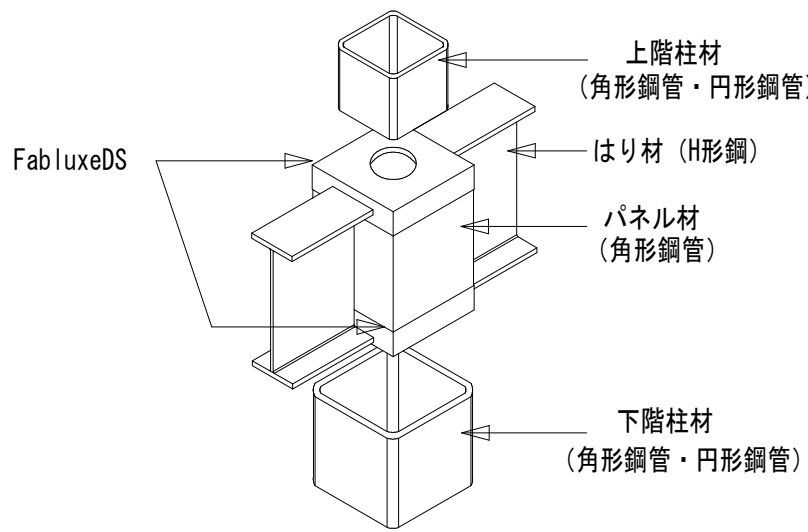 上階柱材
（角形鋼管・円形鋼管）
FabluxeDS
はり材（H形鋼）
パネル材
（角形鋼管）
下階柱材
（角形鋼管・円形鋼管）